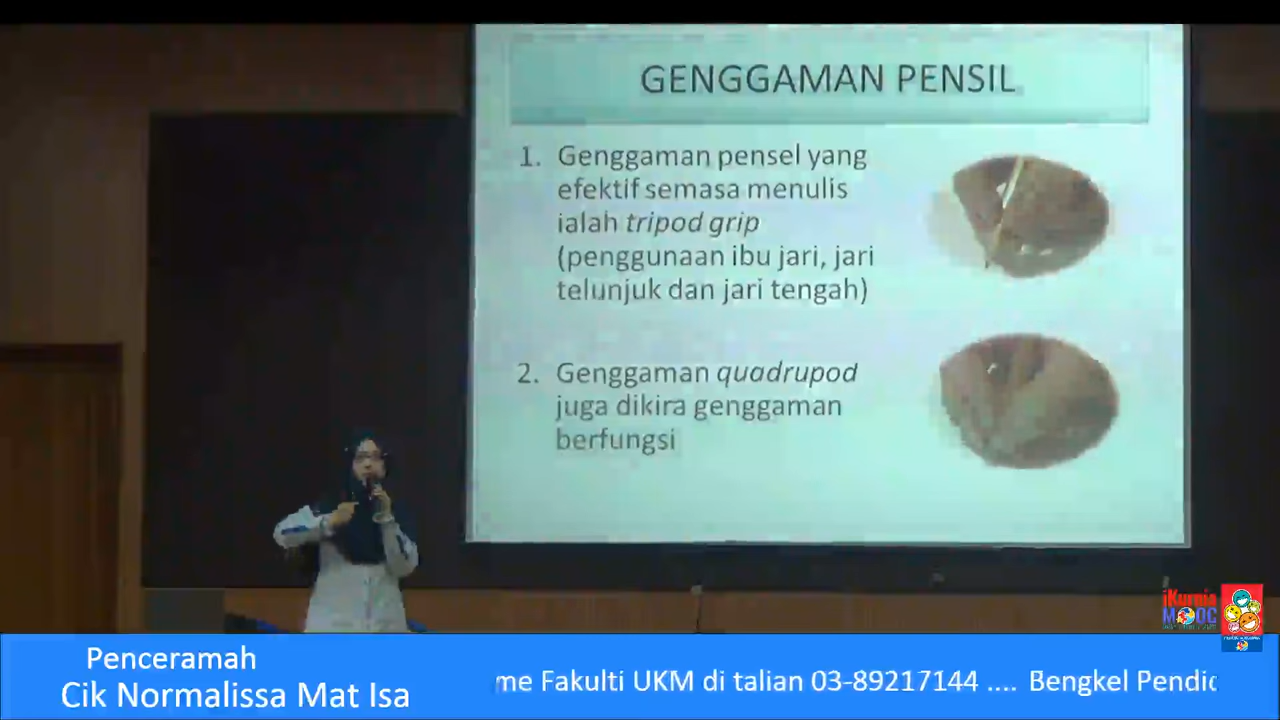 GENGGAMAN PENSIL
1. Genggaman pensel yang
efektif semasa menulis
ialah tripod grip
(penggunaan ibu jari, jari
telunjuk dan jari tengah)
2. Genggaman quadrupod
juga dikira genggaman
berfungsi
iKurnia
MOOC
Penceramah
Cik Normalissa Mat Isa
me Fakulti UKM di talian 03-89217144 .... Bengkel Pendic